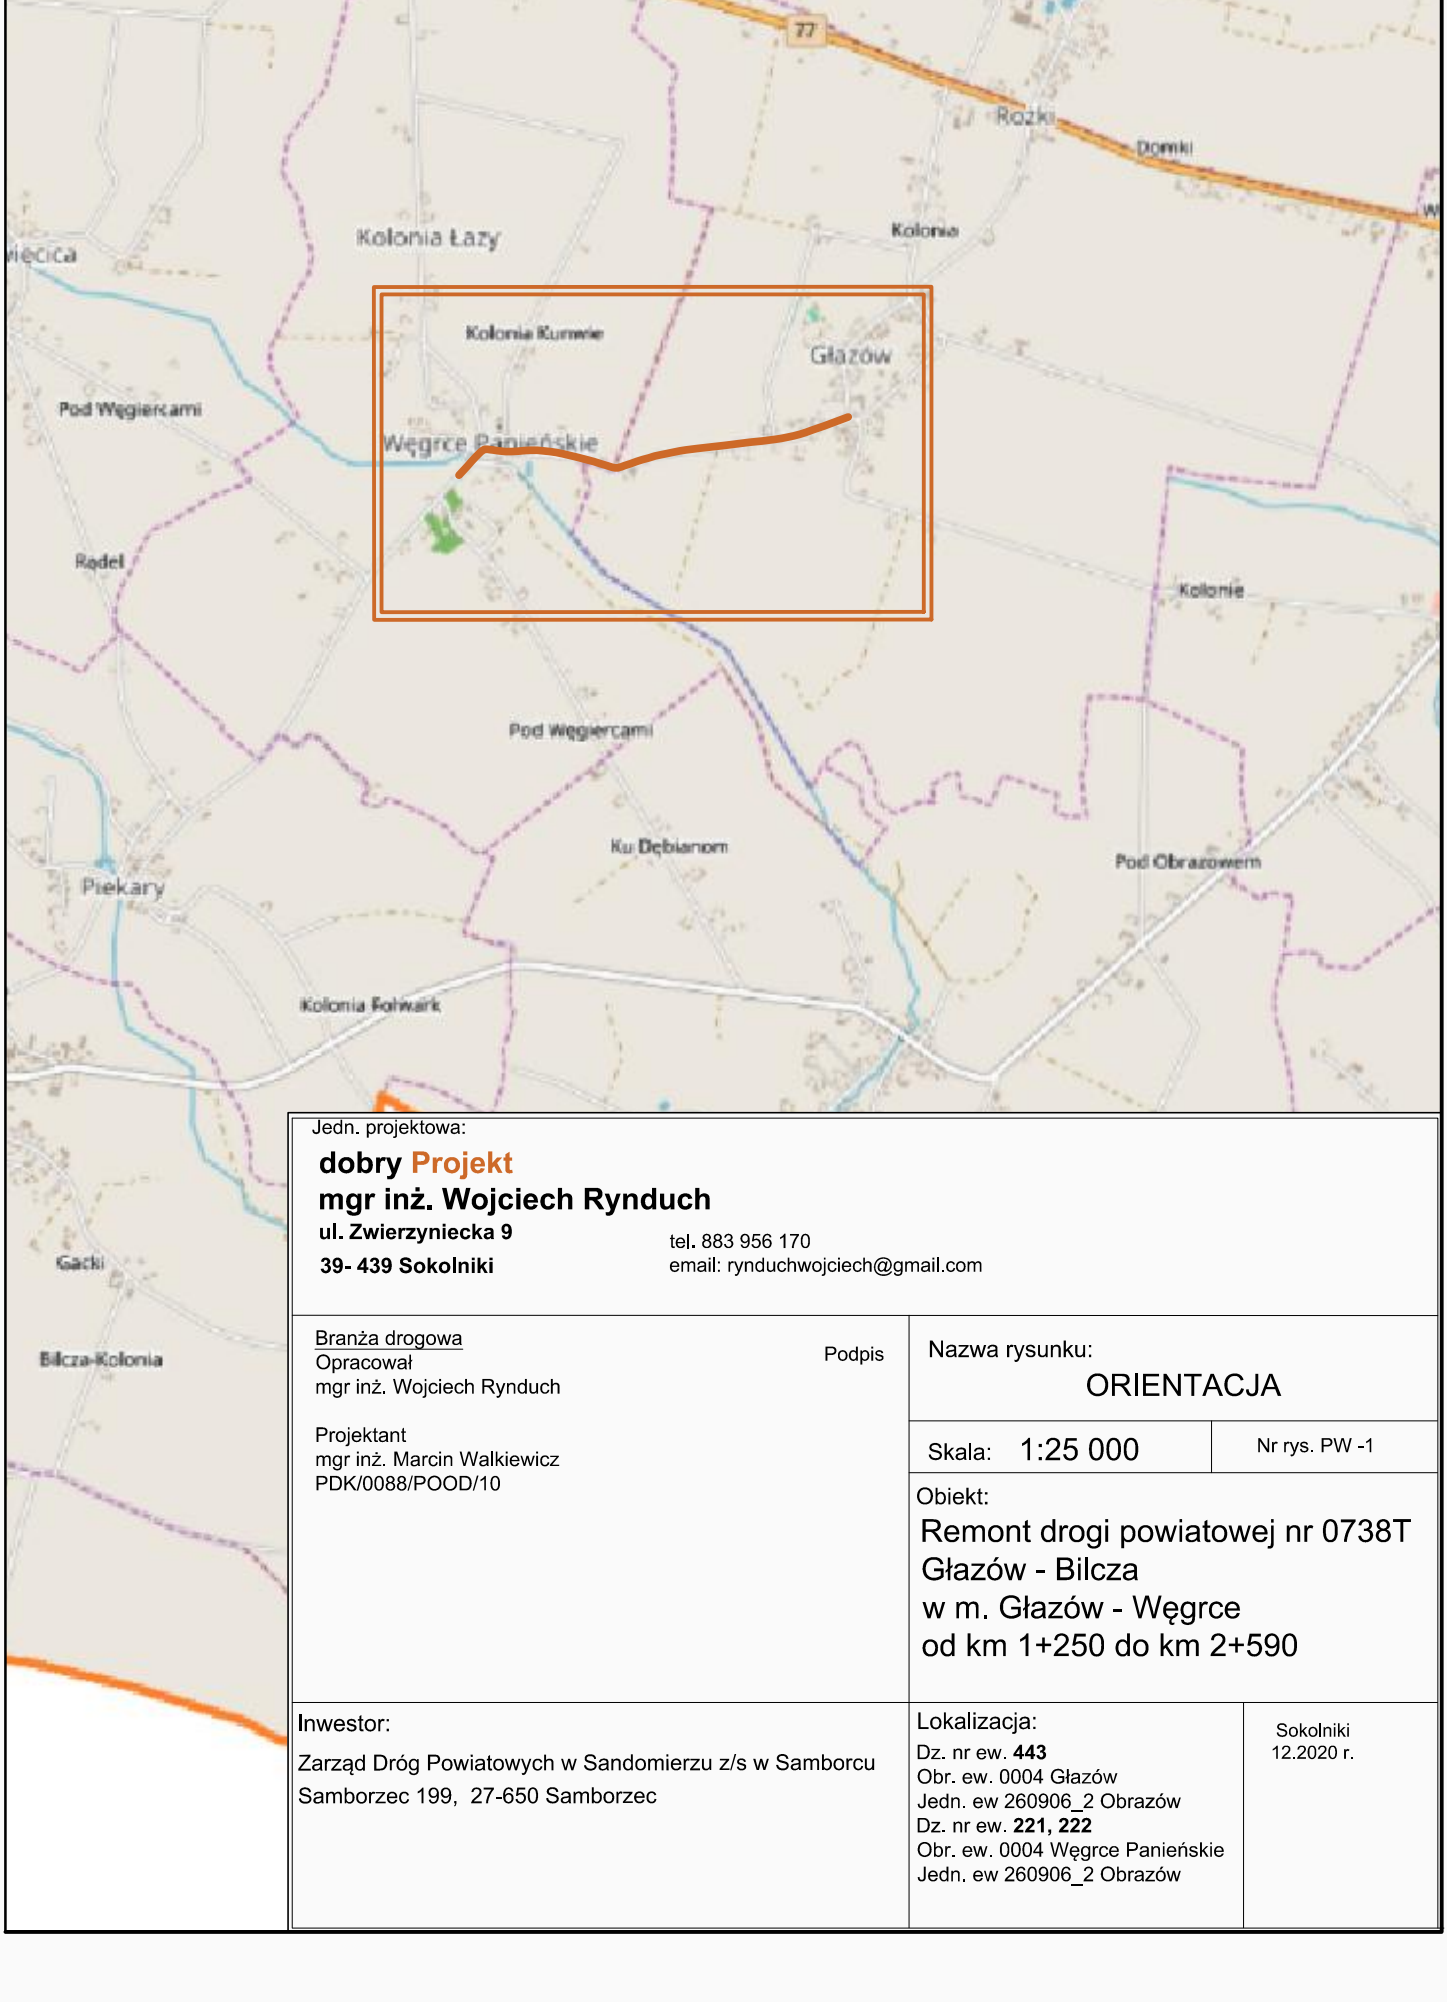 77
Rożki
Domki
Kolonia
Kolonia Łazy
Kolonia Kurwie
Głazów
Pod Węgiercami
Węgrce Panieńskie
Radel
Kolonie
Pod Węgiercami
Ku Dębianom
Pod Obrazowem
Piekary
Kolonia Folwark
Gacki
Bilcza-Kolonia
Jedn. projektowa:
dobry Projekt
mgr inż. Wojciech Rynduch
ul. Zwierzyniecka 9
39- 439 Sokolniki
tel. 883 956 170
email: rynduchwojciech@gmail.com
Branża drogowa
Opracował
mgr inż. Wojciech Rynduch
Podpis
Projektant
mgr inż. Marcin Walkiewicz
PDK/0088/POOD/10
Nazwa rysunku:
ORIENTACJA
Skala: 1:25 000
Nr rys. PW -1
Obiekt:
Remont drogi powiatowej nr 0738T
Głazów - Bilcza
w m. Głazów - Węgrce
od km 1+250 do km 2+590
Inwestor:
Zarząd Dróg Powiatowych w Sandomierzu z/s w Samborcu
Samborzec 199, 27-650 Samborzec
Lokalizacja:
Dz. nr ew. 443
Obr. ew. 0004 Głazów
Jedn. ew 260906_2 Obrazów
Dz. nr ew. 221, 222
Obr. ew. 0004 Węgrce Panieńskie
Jedn. ew 260906_2 Obrazów
Sokolniki
12.2020 r.